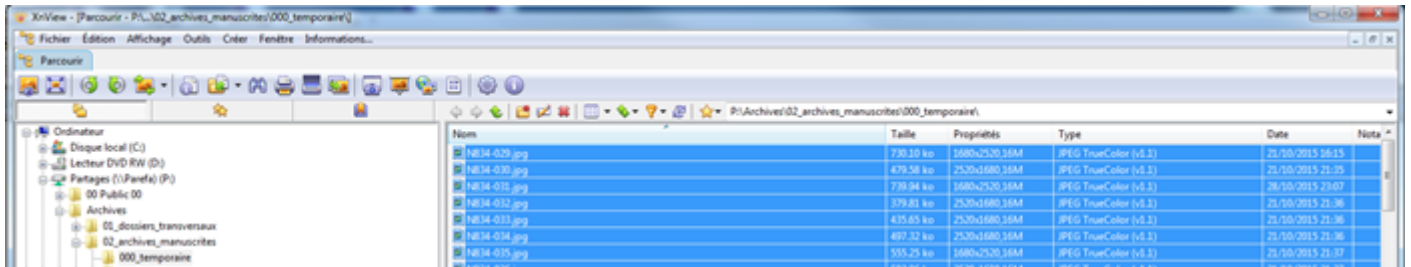 XnView - [Parcourir - P:\...\02_archives_manuscrites\000_temporaire\]
Fichier Édition Affichage Outils Créer Fenêtre Informations...
Parcourir
P:\Archives\02_archives_manuscrites\000_temporaire\
Ordinateur
Disque local (C:)
Lecteur DVD RW (D:)
Partages (\\Parefa) (P:)
00 Public 00
Archives
01_dossiers_transversaux
02_archives_manuscrites
000_temporaire
Nom Taille Propriétés Type Date Nota
N834-029.jpg 730.10 ko 1680x2520,16M JPEG TrueColor (v1.1) 21/10/2015 16:15
N834-030.jpg 479.58 ko 2520x1680,16M JPEG TrueColor (v1.1) 21/10/2015 21:35
N834-031.jpg 739.94 ko 1680x2520,16M JPEG TrueColor (v1.1) 28/10/2015 23:07
N834-032.jpg 379.81 ko 2520x1680,16M JPEG TrueColor (v1.1) 21/10/2015 21:36
N834-033.jpg 435.65 ko 2520x1680,16M JPEG TrueColor (v1.1) 21/10/2015 21:36
N834-034.jpg 497.32 ko 2520x1680,16M JPEG TrueColor (v1.1) 21/10/2015 21:36
N834-035.jpg 555.25 ko 1680x2520,16M JPEG TrueColor (v1.1) 21/10/2015 21:37